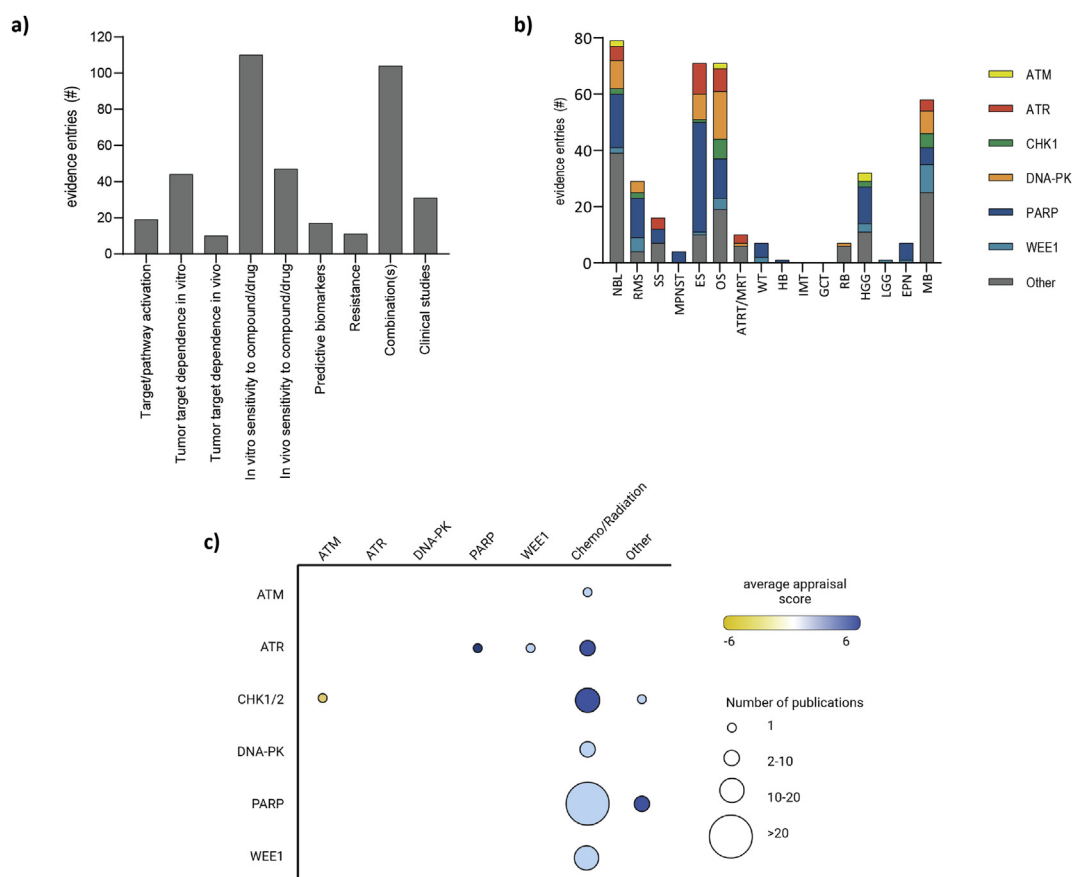 a)
evidence entries (#)
120
100
80
60
40
20
0
Target/pathway activation
Tumor target dependence in vitro
Tumor target dependence in vivo
In vitro sensitivity to compound/drug
In vivo sensitivity to compound/drug
Predictive biomarkers
Resistance
Combination(s)
Clinical studies
b)
evidence entries (#)
80
60
40
20
0
NBL
RMS
SS
MPNST
ES
OS
ATRT/MRT
WT
HB
IMT
GCT
RB
HGG
LGG
EPN
MB
ATM
ATR
CHK1
DNA-PK
PARP
WEE1
Other
c)
ATM
ATR
DNA-PK
PARP
WEE1
Chemo/Radiation
Other
ATM
ATR
CHK1/2
DNA-PK
PARP
WEE1
average appraisal
score
-6
6
Number of publications
1
2-10
10-20
>20